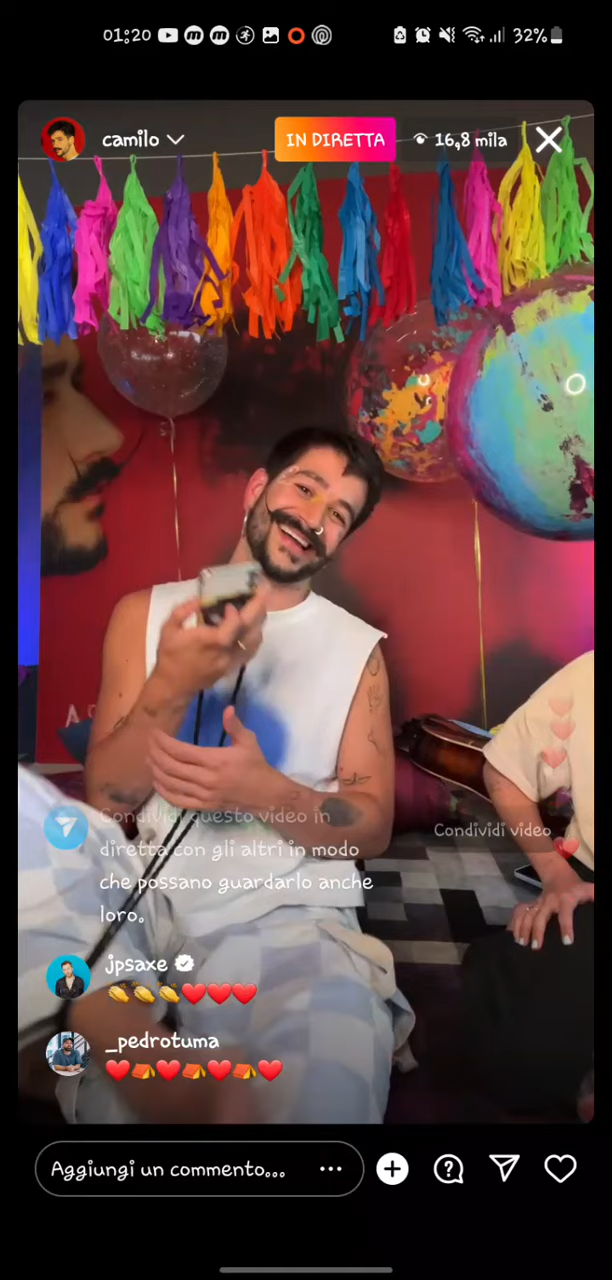 01:20
32%
camilo
IN DIRETTA
16,8 mila
Condividi questo video in
diretta con gli altri in modo
che possano guardarlo anche
loro.
Condividi video
jpsaxe
👏👏👏❤️❤️❤️
_pedrotuma
❤️⛺❤️⛺❤️⛺❤️
Aggiungi un commento...